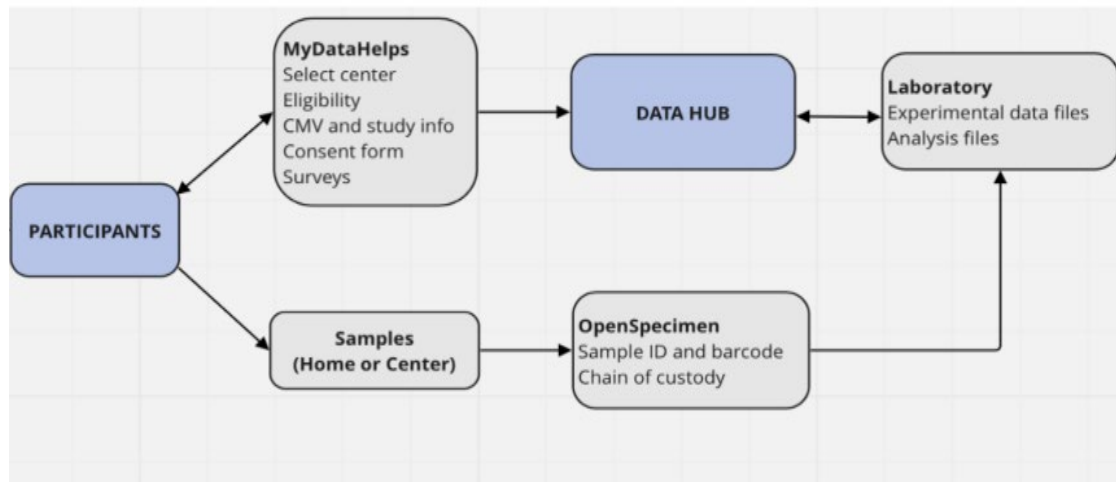 MyDataHelps
Select center
Eligibility
CMV and study info
Consent form
Surveys
DATA HUB
Laboratory
Experimental data files
Analysis files
PARTICIPANTS
Samples
(Home or Center)
OpenSpecimen
Sample ID and barcode
Chain of custody